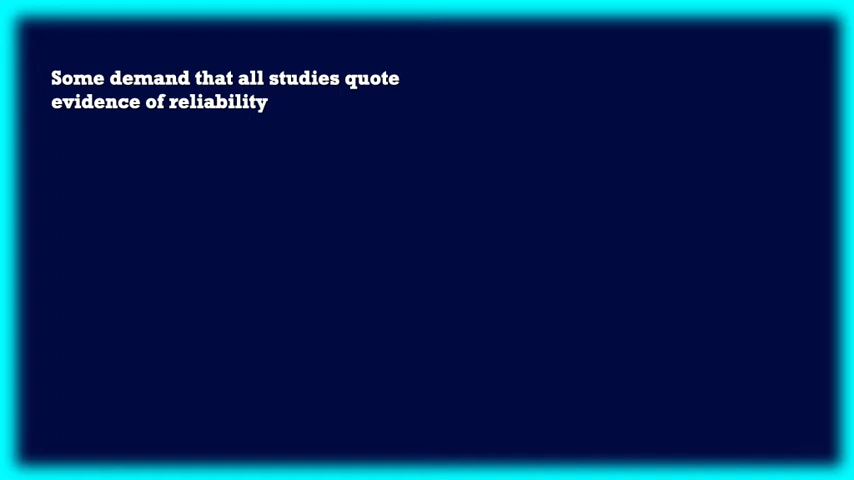 Some demand that all studies quote
evidence of reliability